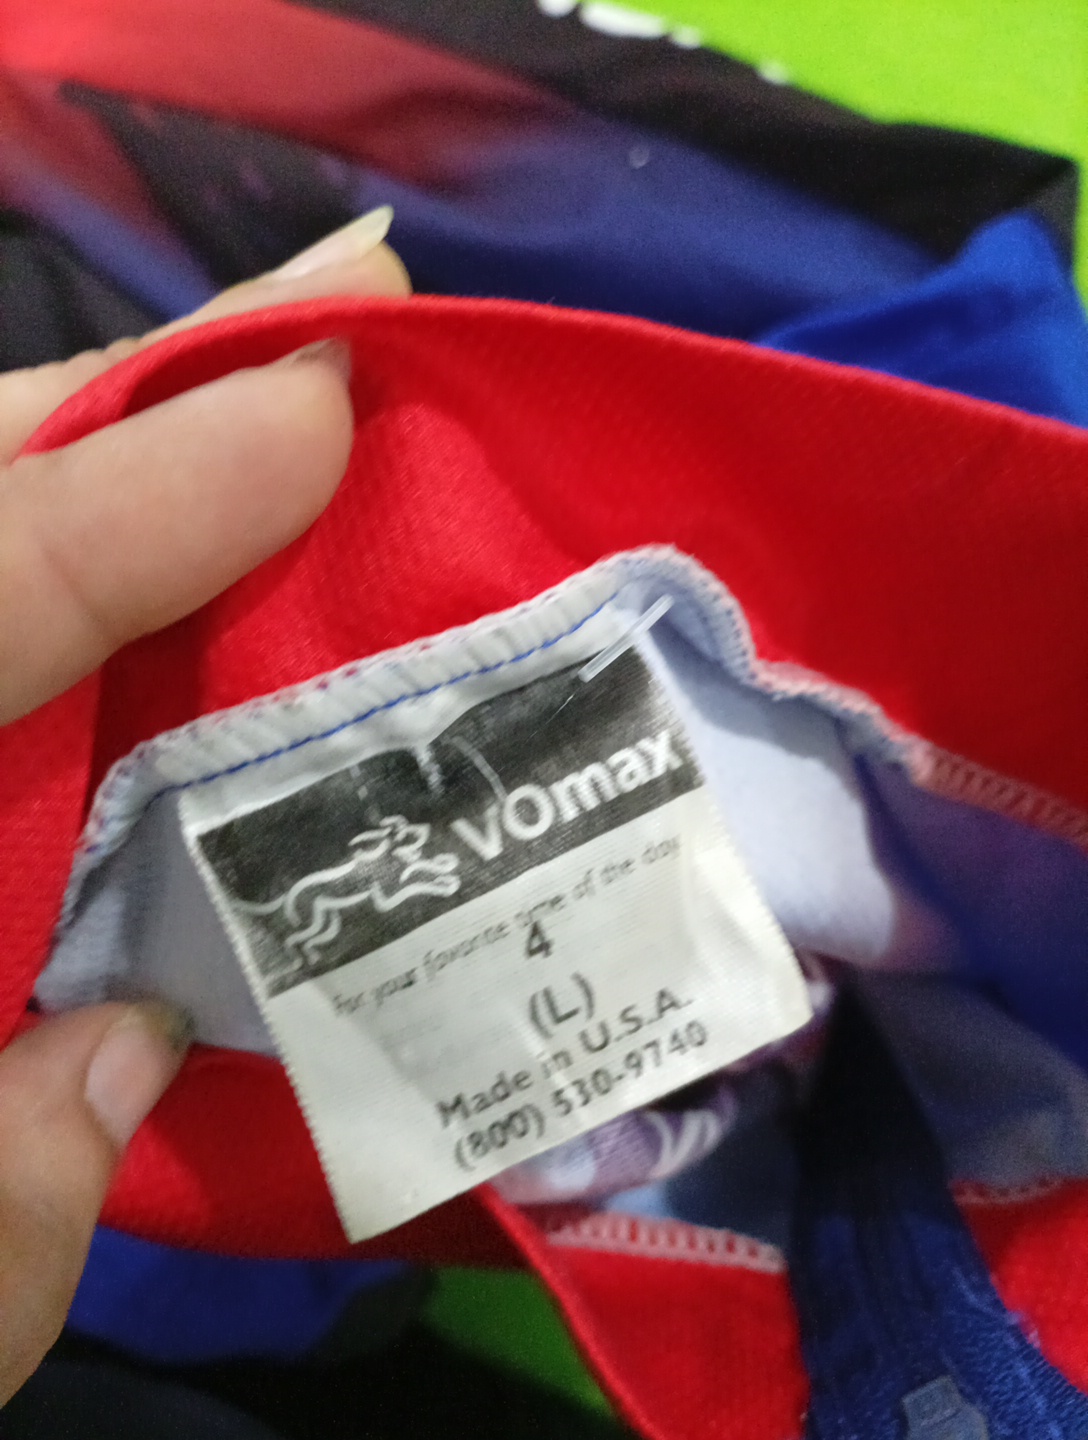 vOmax
For your favorite time of the day
4
(L)
Made in U.S.A.
(800) 530-9740